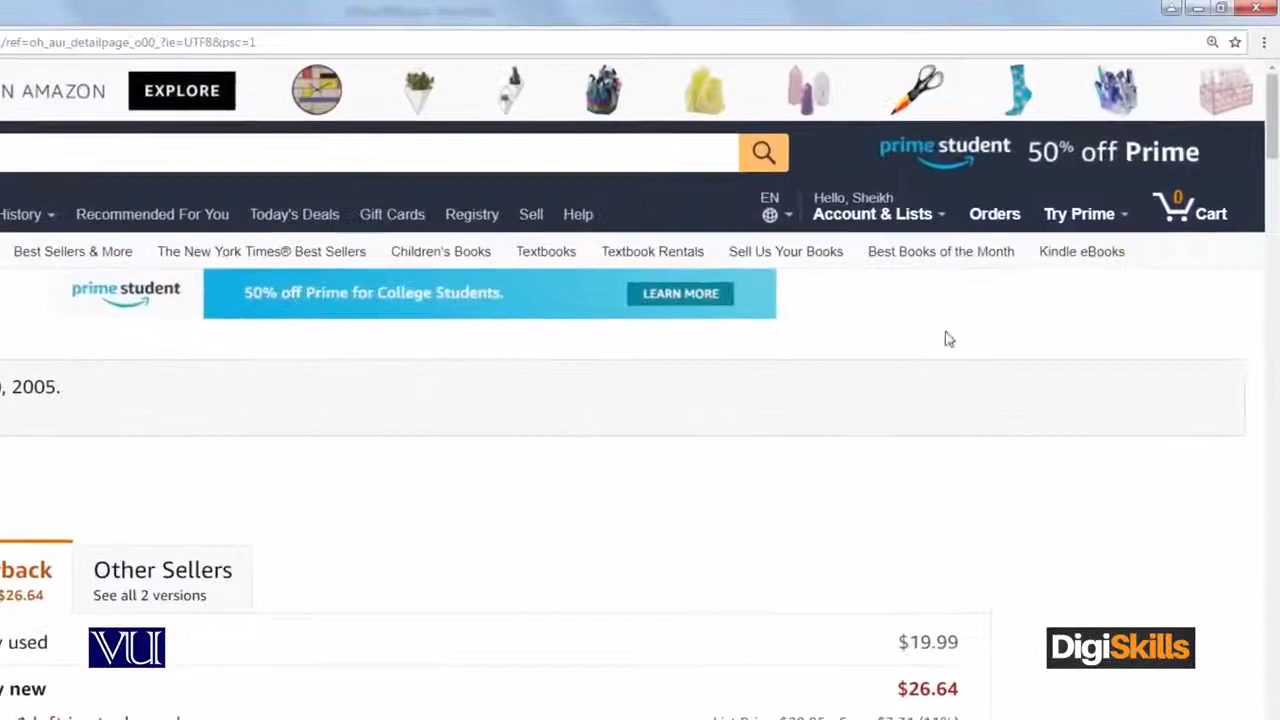 /ref=oh_aui_detailpage_o00_?ie=UTF8&psc=1
N AMAZON EXPLORE
prime student 50% off Prime
EN Hello, Sheikh 0
History Recommended For You Today's Deals Gift Cards Registry Sell Help Account & Lists Orders Try Prime Cart
Best Sellers & More The New York Times® Best Sellers Children's Books Textbooks Textbook Rentals Sell Us Your Books Best Books of the Month Kindle eBooks
prime student 50% off Prime for College Students. LEARN MORE
, 2005.
back Other Sellers
$26.64 See all 2 versions
y used $19.99
VU DigiSkills
y new $26.64